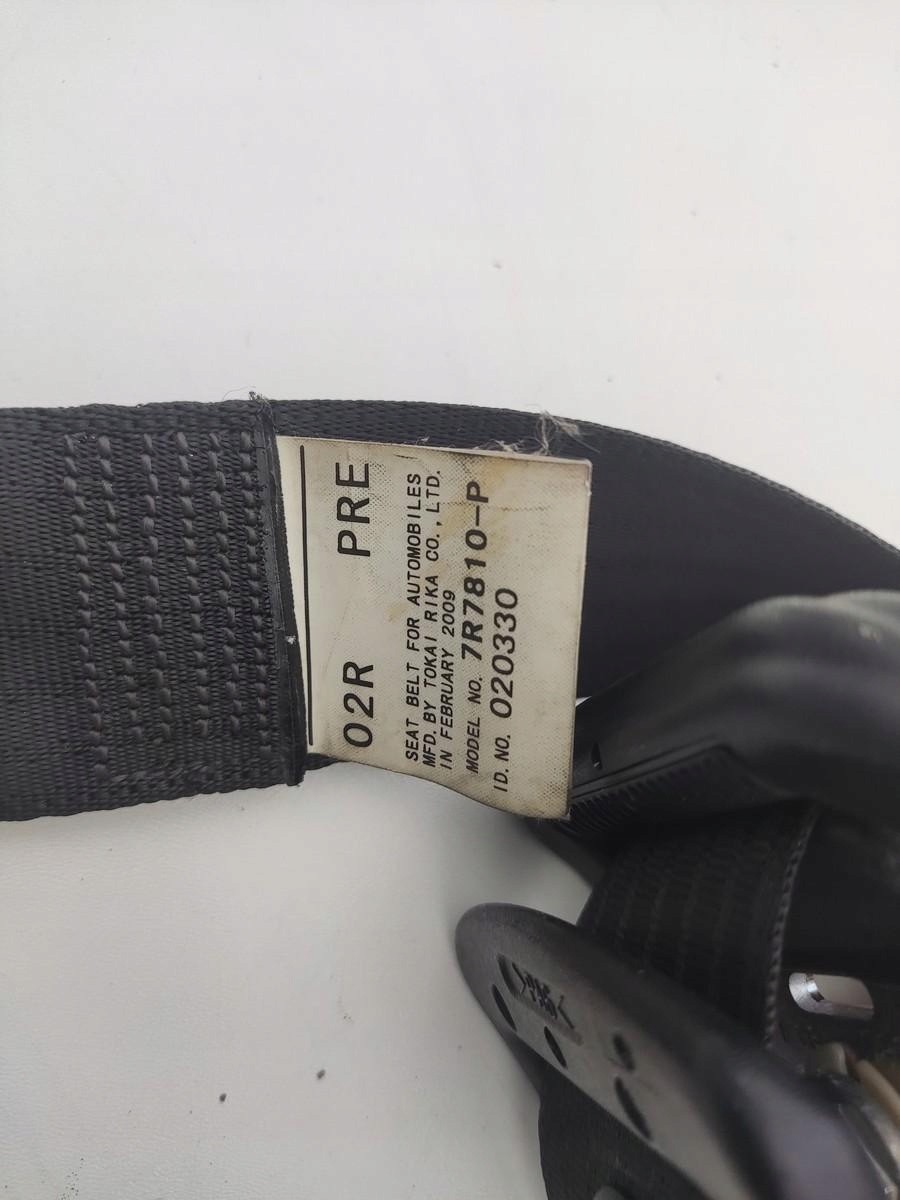 02R PRE
SEAT BELT FOR AUTOMOBILES
MFD. BY TOKAI RIKA CO., LTD.
IN FEBRUARY 2009
MODEL NO. 7R7810-P
ID. NO. 020330